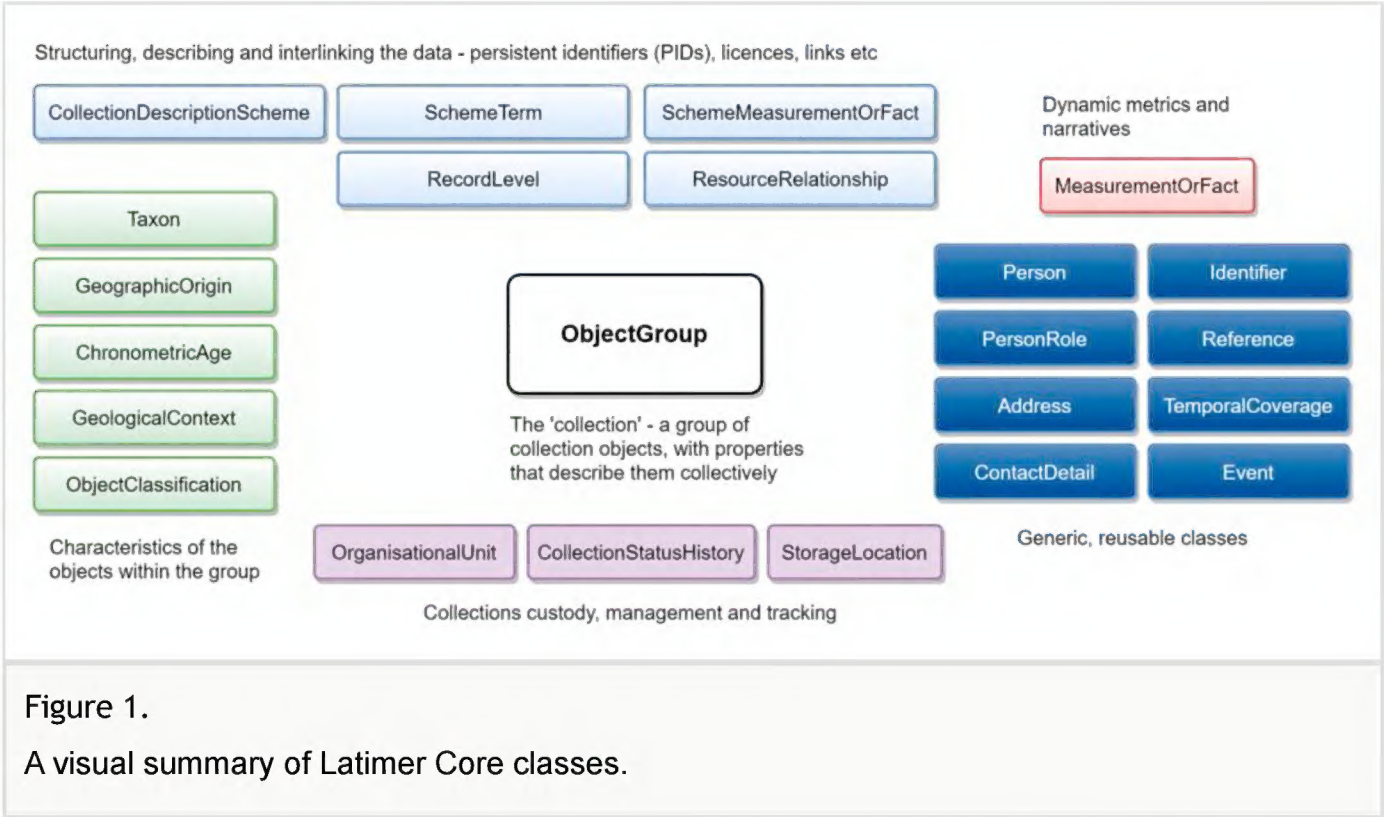 Structuring, describing and interlinking the data - persistent identifiers (PIDs), licences, links etc
CollectionDescriptionScheme
SchemeTerm
SchemeMeasurementOrFact
RecordLevel
ResourceRelationship
Dynamic metrics and
narratives
MeasurementOrFact
Taxon
GeographicOrigin
ChronometricAge
GeologicalContext
ObjectClassification
Characteristics of the
objects within the group
ObjectGroup
The 'collection' - a group of
collection objects, with properties
that describe them collectively
Person
Identifier
PersonRole
Reference
Address
TemporalCoverage
ContactDetail
Event
Generic, reusable classes
OrganisationalUnit
CollectionStatusHistory
StorageLocation
Collections custody, management and tracking
Figure 1.
A visual summary of Latimer Core classes.